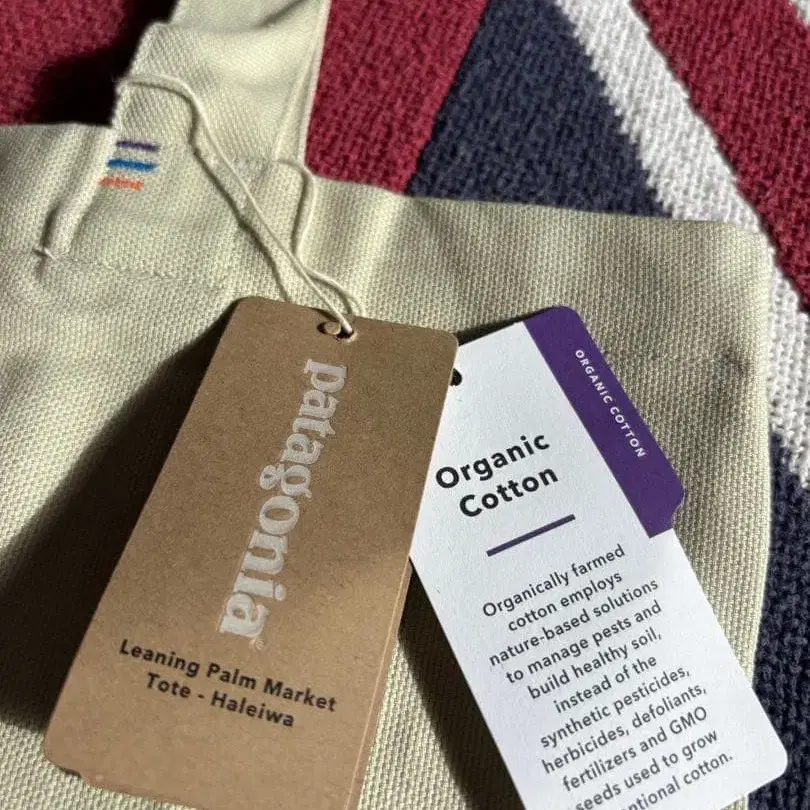 patagonia
Leaning Palm Market
Tote - Haleiwa
ORGANIC COTTON
Organic
Cotton
Organically farmed
cotton employs
nature-based solutions
to manage pests and
build healthy soil,
instead of the
synthetic pesticides,
herbicides, defoliants,
fertilizers and GMO
seeds used to grow
cotton.